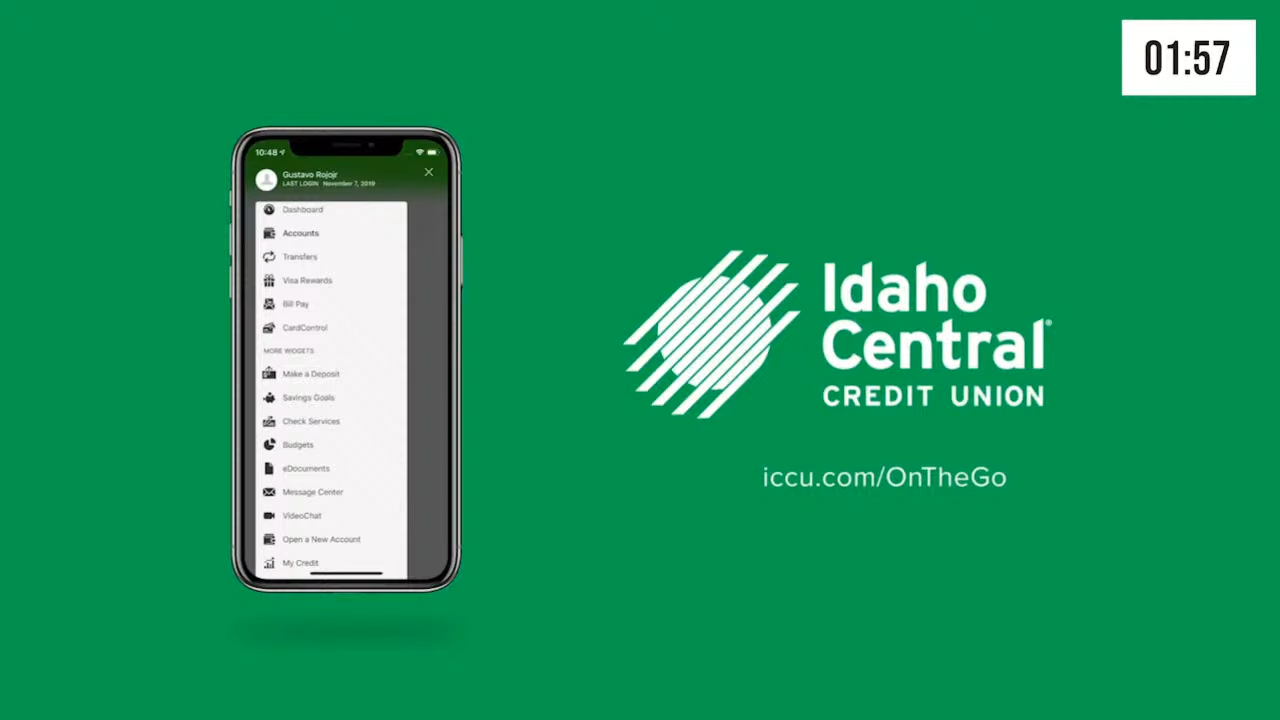 01:57
10:48
Gustavo Rojojr
LAST LOGIN November 7, 2019
Dashboard
Accounts
Transfers
Visa Rewards
Bill Pay
CardControl
MORE WIDGETS
Make a Deposit
Savings Goals
Check Services
Budgets
eDocuments
Message Center
VideoChat
Open a New Account
My Credit
Idaho
Central®
CREDIT UNION
iccu.com/OnTheGo